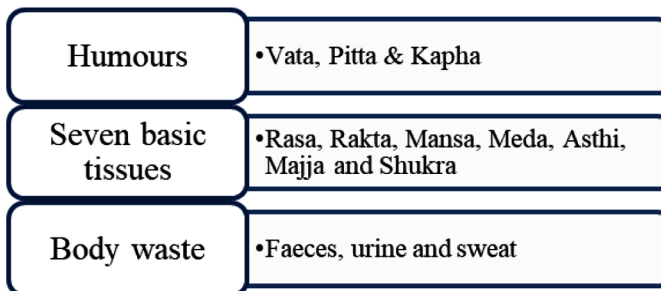 Humours
•Vata, Pitta & Kapha
Seven basic
tissues
•Rasa, Rakta, Mansa, Meda, Asthi,
Majja and Shukra
Body waste
•Faeces, urine and sweat